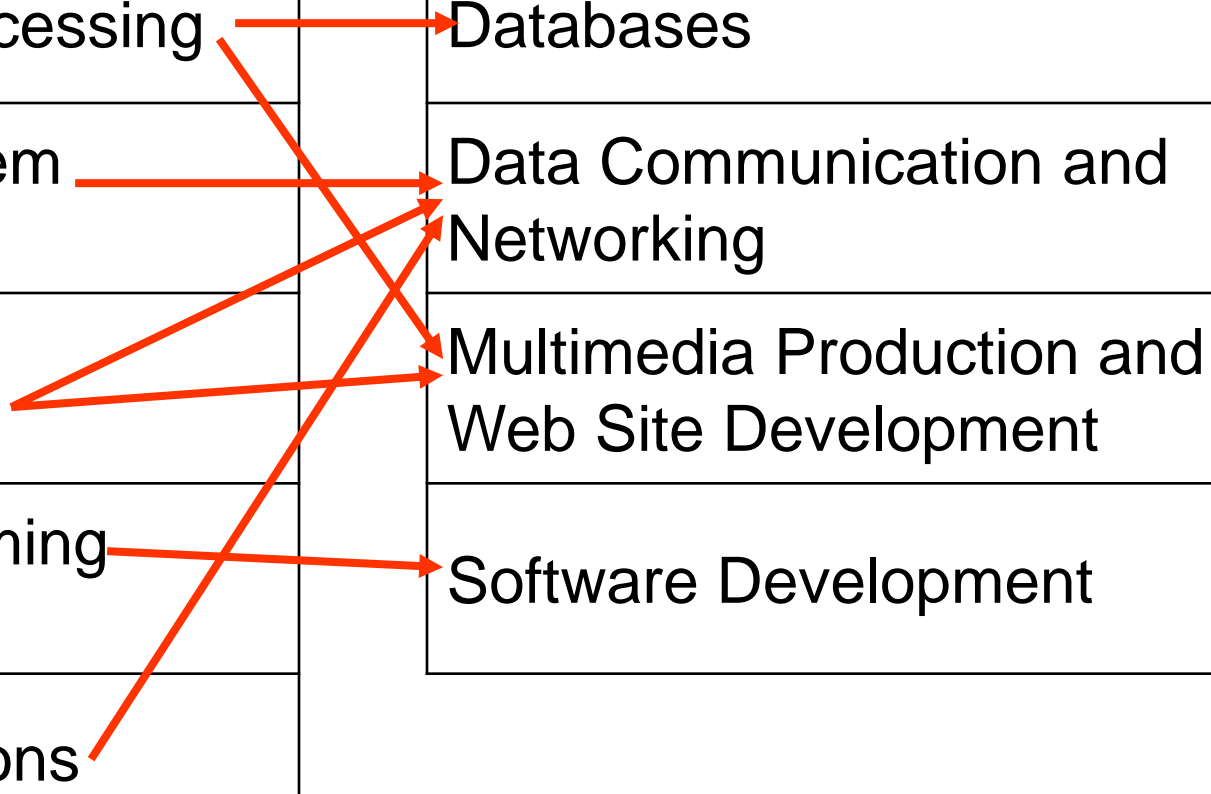 cessing
em
ning
ons
Databases
Data Communication and
Networking
Multimedia Production and
Web Site Development
Software Development